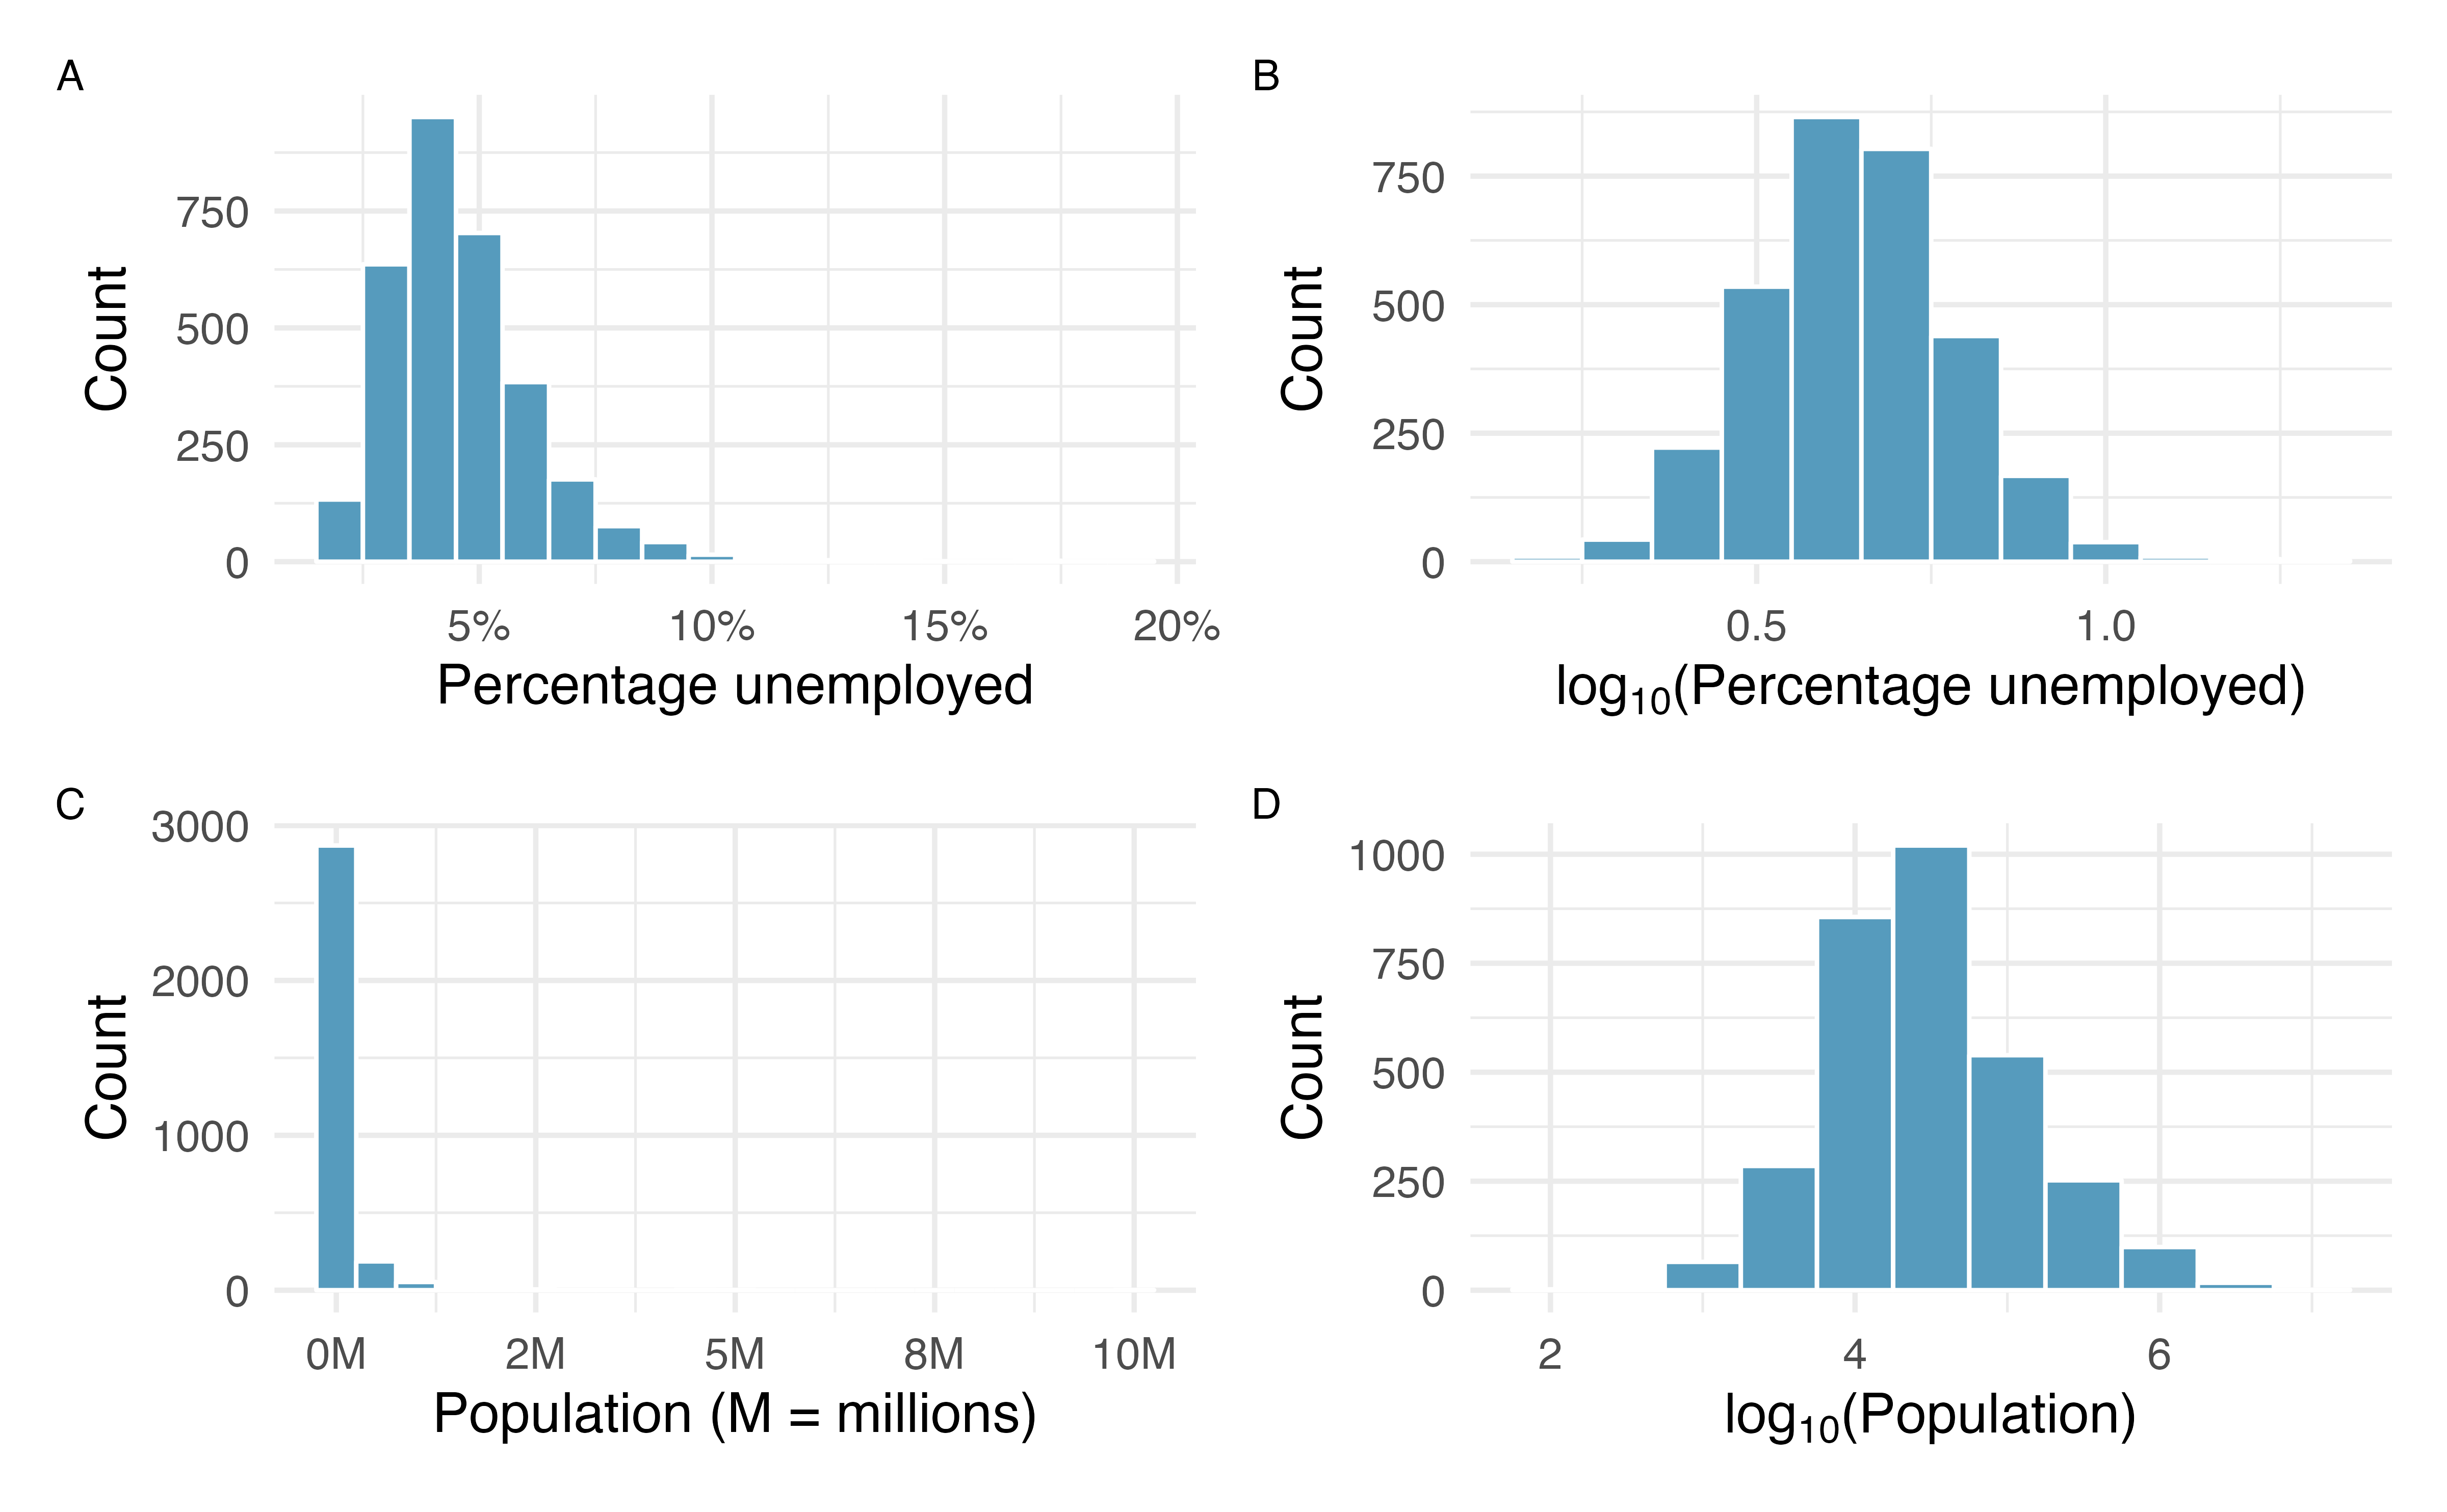 A
Count
750
500
250
0
5% 10% 15% 20%
Percentage unemployed
B
Count
750
500
250
0
0.5 1.0
log₁₀(Percentage unemployed)
C
Count
3000
2000
1000
0
0M 2M 5M 8M 10M
Population (M = millions)
D
Count
1000
750
500
250
0
2 4 6
log₁₀(Population)